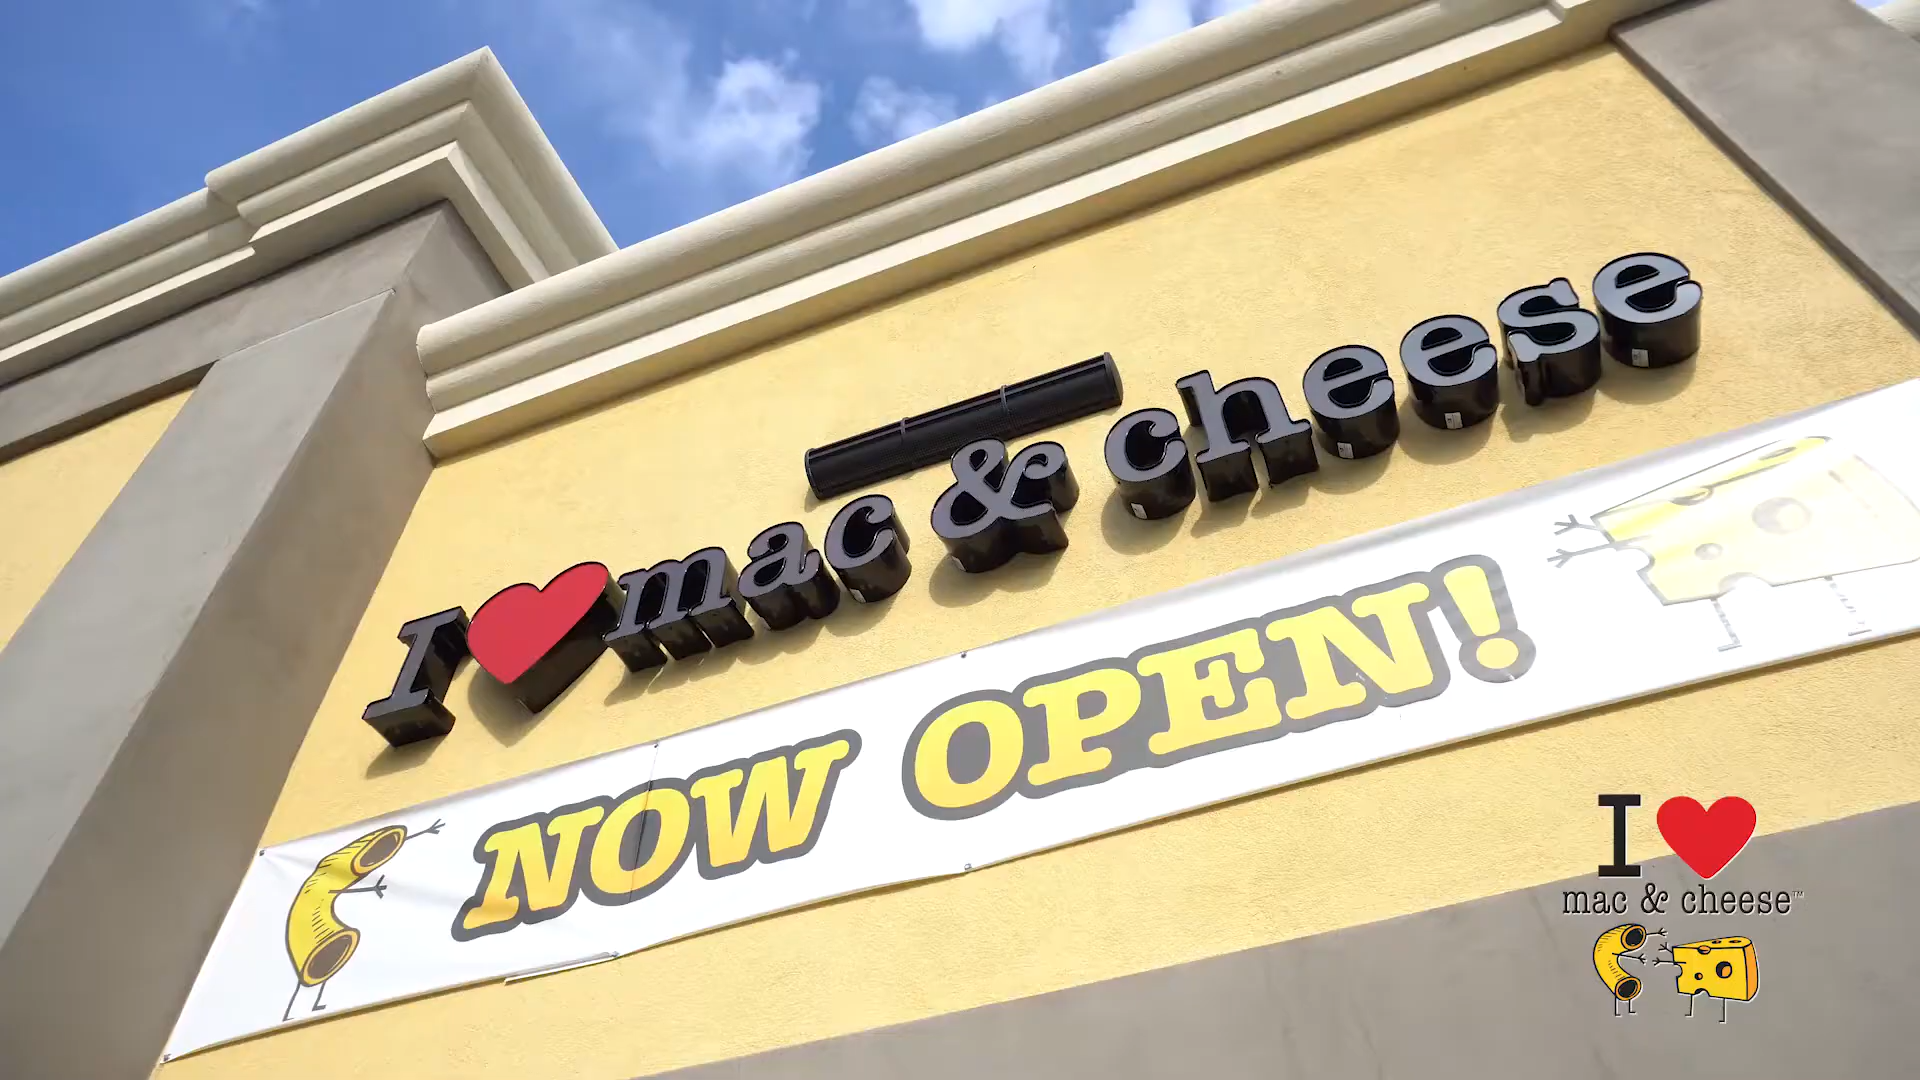 I ❤ mac & cheese
NOW OPEN!
I ❤
mac & cheese™